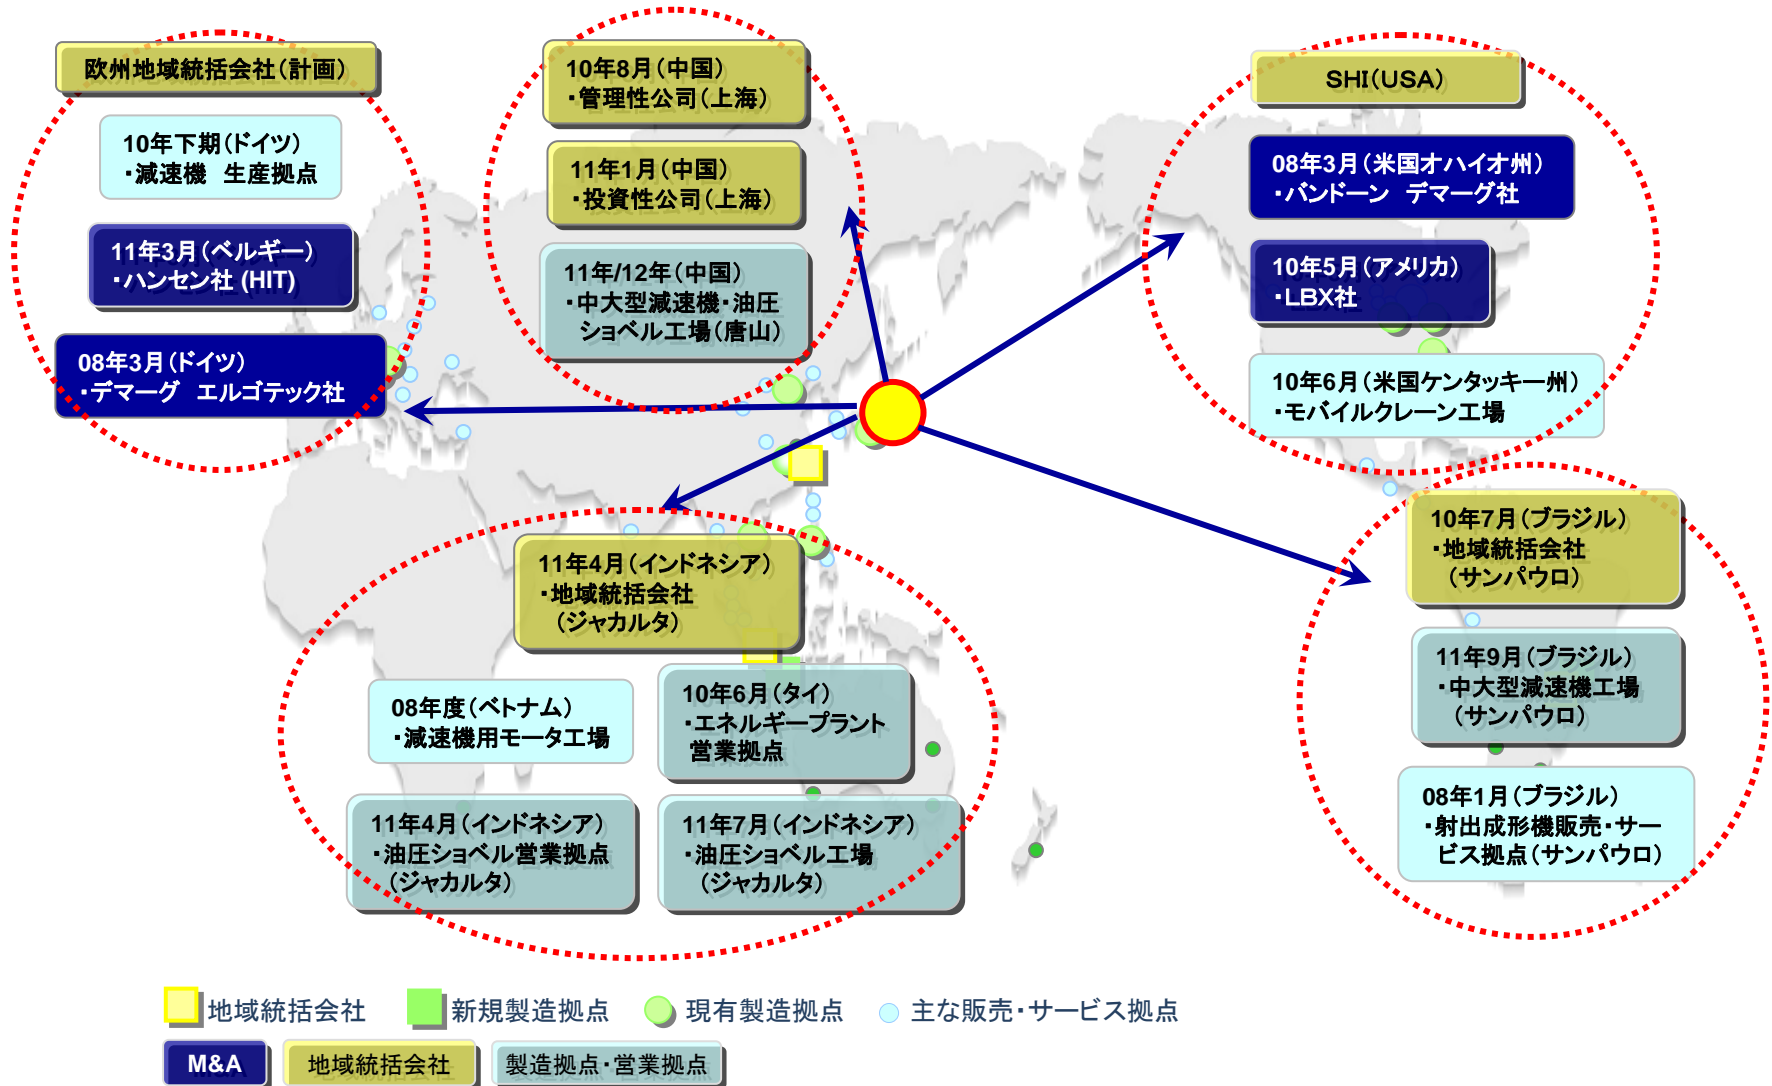 欧州地域統括会社(計画)
10年下期(ドイツ)
・減速機 生産拠点
11年3月(ベルギー)
・ハンセン社 (HIT)
08年3月(ドイツ)
・デマーグ エルゴテック社
10年8月(中国)
・管理性公司(上海)
11年1月(中国)
・投資性公司(上海)
11年/12年(中国)
・中大型減速機・油圧
ショベル工場(唐山)
SHI(USA)
08年3月(米国オハイオ州)
・バンドーン デマーグ社
10年5月(アメリカ)
・LBX社
10年6月(米国ケンタッキー州)
・モバイルクレーン工場
11年4月(インドネシア)
・地域統括会社
(ジャカルタ)
08年度(ベトナム)
・減速機用モータ工場
10年6月(タイ)
・エネルギープラント
営業拠点
11年4月(インドネシア)
・油圧ショベル営業拠点
(ジャカルタ)
11年7月(インドネシア)
・油圧ショベル工場
(ジャカルタ)
10年7月(ブラジル)
・地域統括会社
(サンパウロ)
11年9月(ブラジル)
・中大型減速機工場
(サンパウロ)
08年1月(ブラジル)
・射出成形機販売・サー
ビス拠点(サンパウロ)
地域統括会社 新規製造拠点 現有製造拠点 主な販売・サービス拠点
M&A 地域統括会社 製造拠点・営業拠点